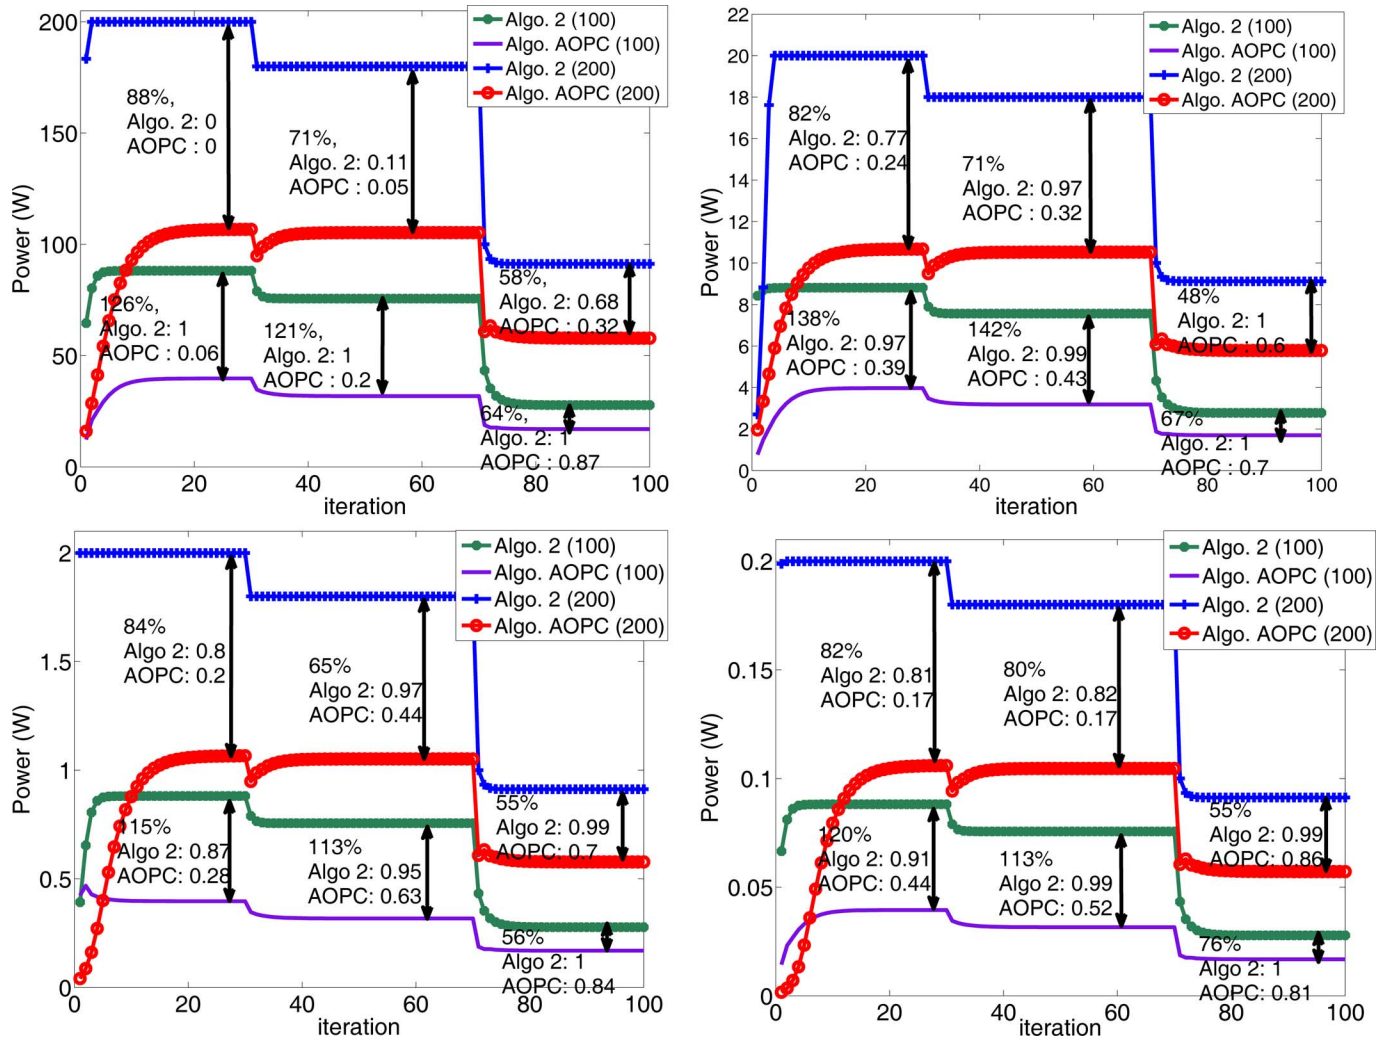 Power (W)
200
150
100
50
0
0
20
40
60
80
100
iteration
Algo. 2 (100)
Algo. AOPC (100)
Algo. 2 (200)
Algo. AOPC (200)
88%,
Algo. 2: 0
AOPC : 0
71%,
Algo. 2: 0.11
AOPC : 0.05
58%,
Algo. 2: 0.68
AOPC : 0.32
126%,
Algo. 2: 1
AOPC : 0.06
121%,
Algo. 2: 1
AOPC : 0.2
64%,
Algo. 2: 1
AOPC : 0.87
Power (W)
22
20
18
16
14
12
10
8
6
4
2
0
0
20
40
60
80
100
iteration
Algo. 2 (100)
Algo. AOPC (100)
Algo. 2 (200)
Algo. AOPC (200)
82%
Algo. 2: 0.77
AOPC : 0.24
71%
Algo. 2: 0.97
AOPC : 0.32
48%
Algo. 2: 1
AOPC : 0.6
138%
Algo. 2: 0.97
AOPC : 0.39
142%
Algo. 2: 0.99
AOPC : 0.43
67%
Algo. 2: 1
AOPC : 0.7
Power (W)
2
1.5
1
0.5
0
0
20
40
60
80
100
iteration
Algo. 2 (100)
Algo. AOPC (100)
Algo. 2 (200)
Algo. AOPC (200)
84%
Algo 2: 0.8
AOPC: 0.2
65%
Algo 2: 0.97
AOPC: 0.44
55%
Algo 2: 0.99
AOPC: 0.7
115%
Algo 2: 0.87
AOPC: 0.28
113%
Algo 2: 0.95
AOPC: 0.63
56%
Algo 2: 1
AOPC: 0.84
Power (W)
0.2
0.15
0.1
0.05
0
0
20
40
60
80
100
iteration
Algo. 2 (100)
Algo. AOPC (100)
Algo. 2 (200)
Algo. AOPC (200)
82%
Algo 2: 0.81
AOPC: 0.17
80%
Algo 2: 0.82
AOPC: 0.17
55%
Algo 2: 0.99
AOPC: 0.86
120%
Algo 2: 0.91
AOPC: 0.44
113%
Algo 2: 0.99
AOPC: 0.52
76%
Algo 2: 1
AOPC: 0.81